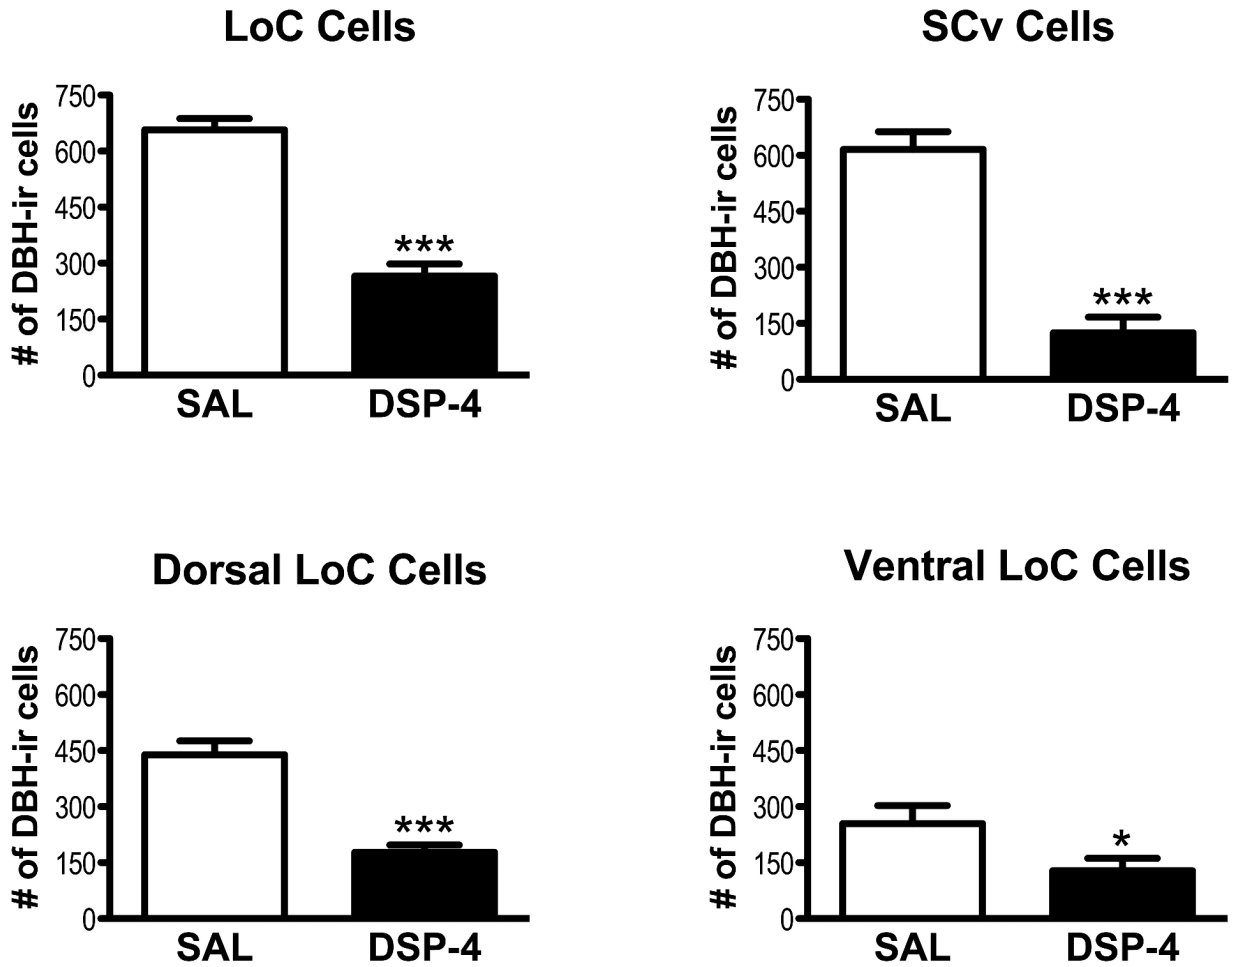 LoC Cells
# of DBH-ir cells
750
600
450
300
150
0
***
SAL DSP-4
SCv Cells
# of DBH-ir cells
750
600
450
300
150
0
***
SAL DSP-4
Dorsal LoC Cells
# of DBH-ir cells
750
600
450
300
150
0
***
SAL DSP-4
Ventral LoC Cells
# of DBH-ir cells
750
600
450
300
150
0
*
SAL DSP-4